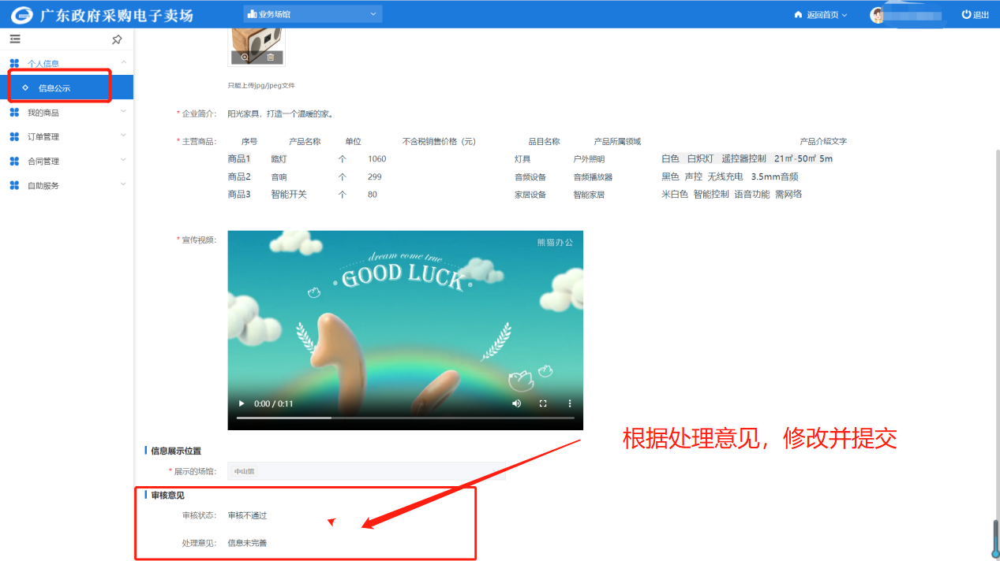 广东政府采购电子卖场
业务场馆
返回首页
退出
个人信息
信息公示
我的商品
订单管理
合同管理
自助服务
只能上传jpg/jpeg文件
* 企业简介： 阳光家具，打造一个温暖的家。
* 主营商品： 序号 产品名称 单位 不含税销售价格（元） 品目名称 产品所属领域 产品介绍文字
商品1 路灯 个 1060 灯具 户外照明 白色 白炽灯 遥控器控制 21㎡-50㎡ 5m
商品2 音响 个 299 音频设备 音频播放器 黑色 声控 无线充电 3.5mm音频
商品3 智能开关 个 80 家居设备 智能家居 米白色 智能控制 语音功能 需网络
* 宣传视频：
熊猫办公
dream come true
GOOD LUCK
0:00 / 0:11
根据处理意见，修改并提交
信息展示位置
* 展示的场馆： 中山馆
审核意见
审核状态： 审核不通过
处理意见： 信息未完善